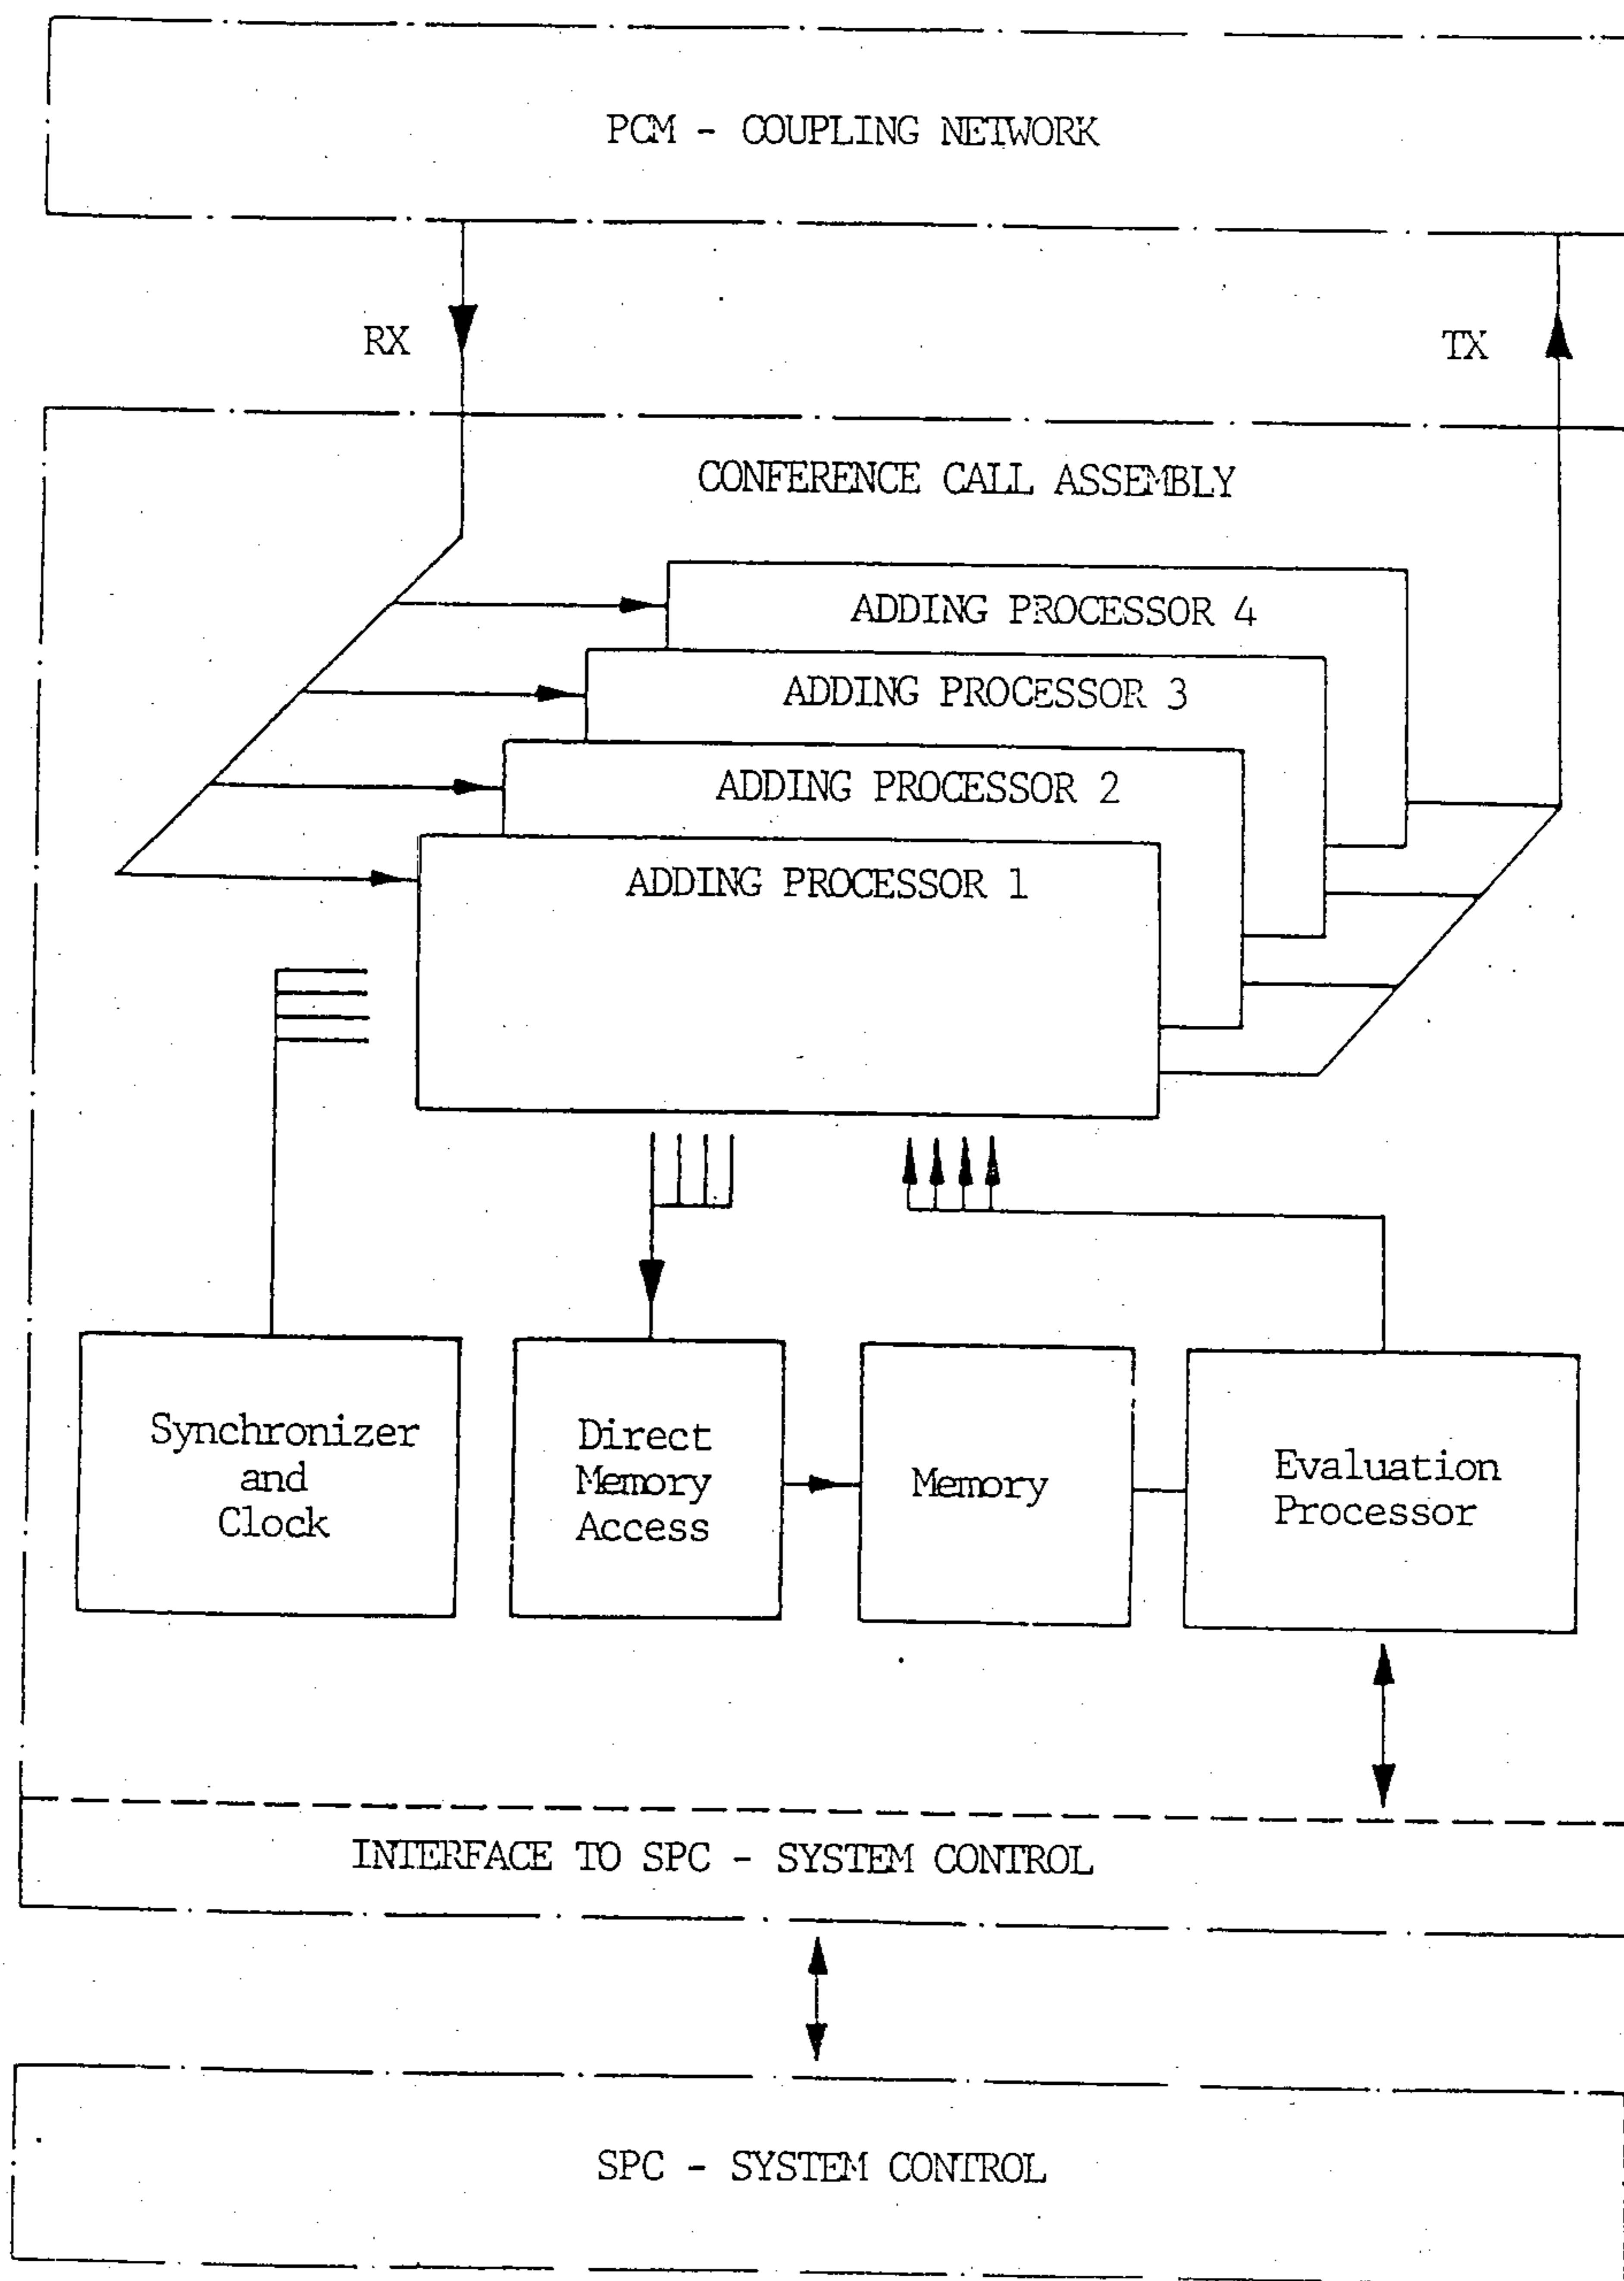 PCM - COUPLING NETWORK
RX
TX
CONFERENCE CALL ASSEMBLY
ADDING PROCESSOR 4
ADDING PROCESSOR 3
ADDING PROCESSOR 2
ADDING PROCESSOR 1
Synchronizer
and
Clock
Direct
Memory
Access
Memory
Evaluation
Processor
INTERFACE TO SPC - SYSTEM CONTROL
SPC - SYSTEM CONTROL